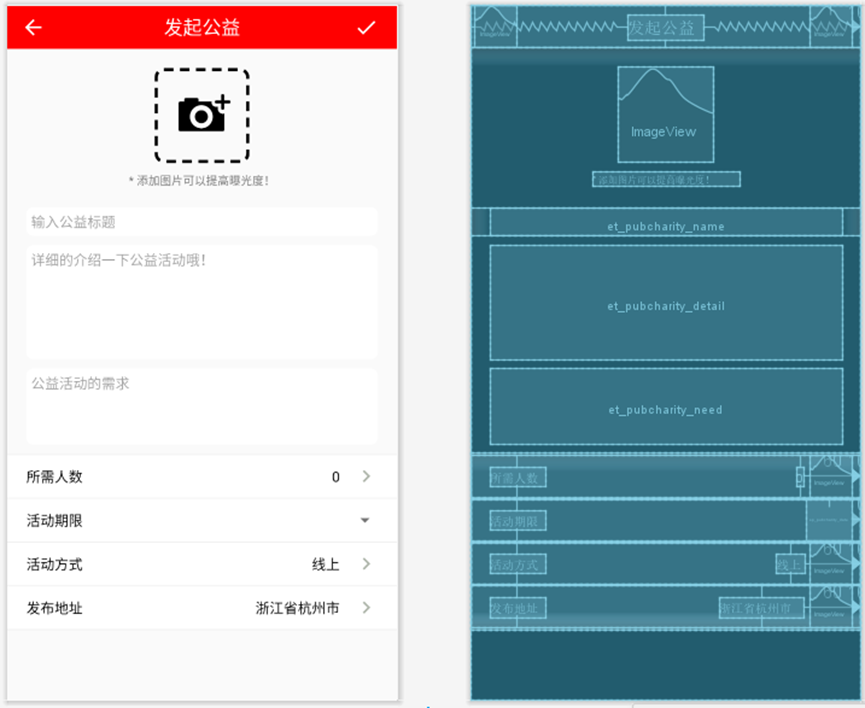 发起公益
* 添加图片可以提高曝光度!
输入公益标题
详细的介绍一下公益活动哦!
公益活动的需求
所需人数 0
活动期限
活动方式 线上
发布地址 浙江省杭州市
ImageView 发起公益 ImageView
ImageView
* 添加图片可以提高曝光度!
et_pubcharity_name
et_pubcharity_detail
et_pubcharity_need
所需人数 0 ImageView
活动期限
活动方式 线上 ImageView
发布地址 浙江省杭州市 ImageView